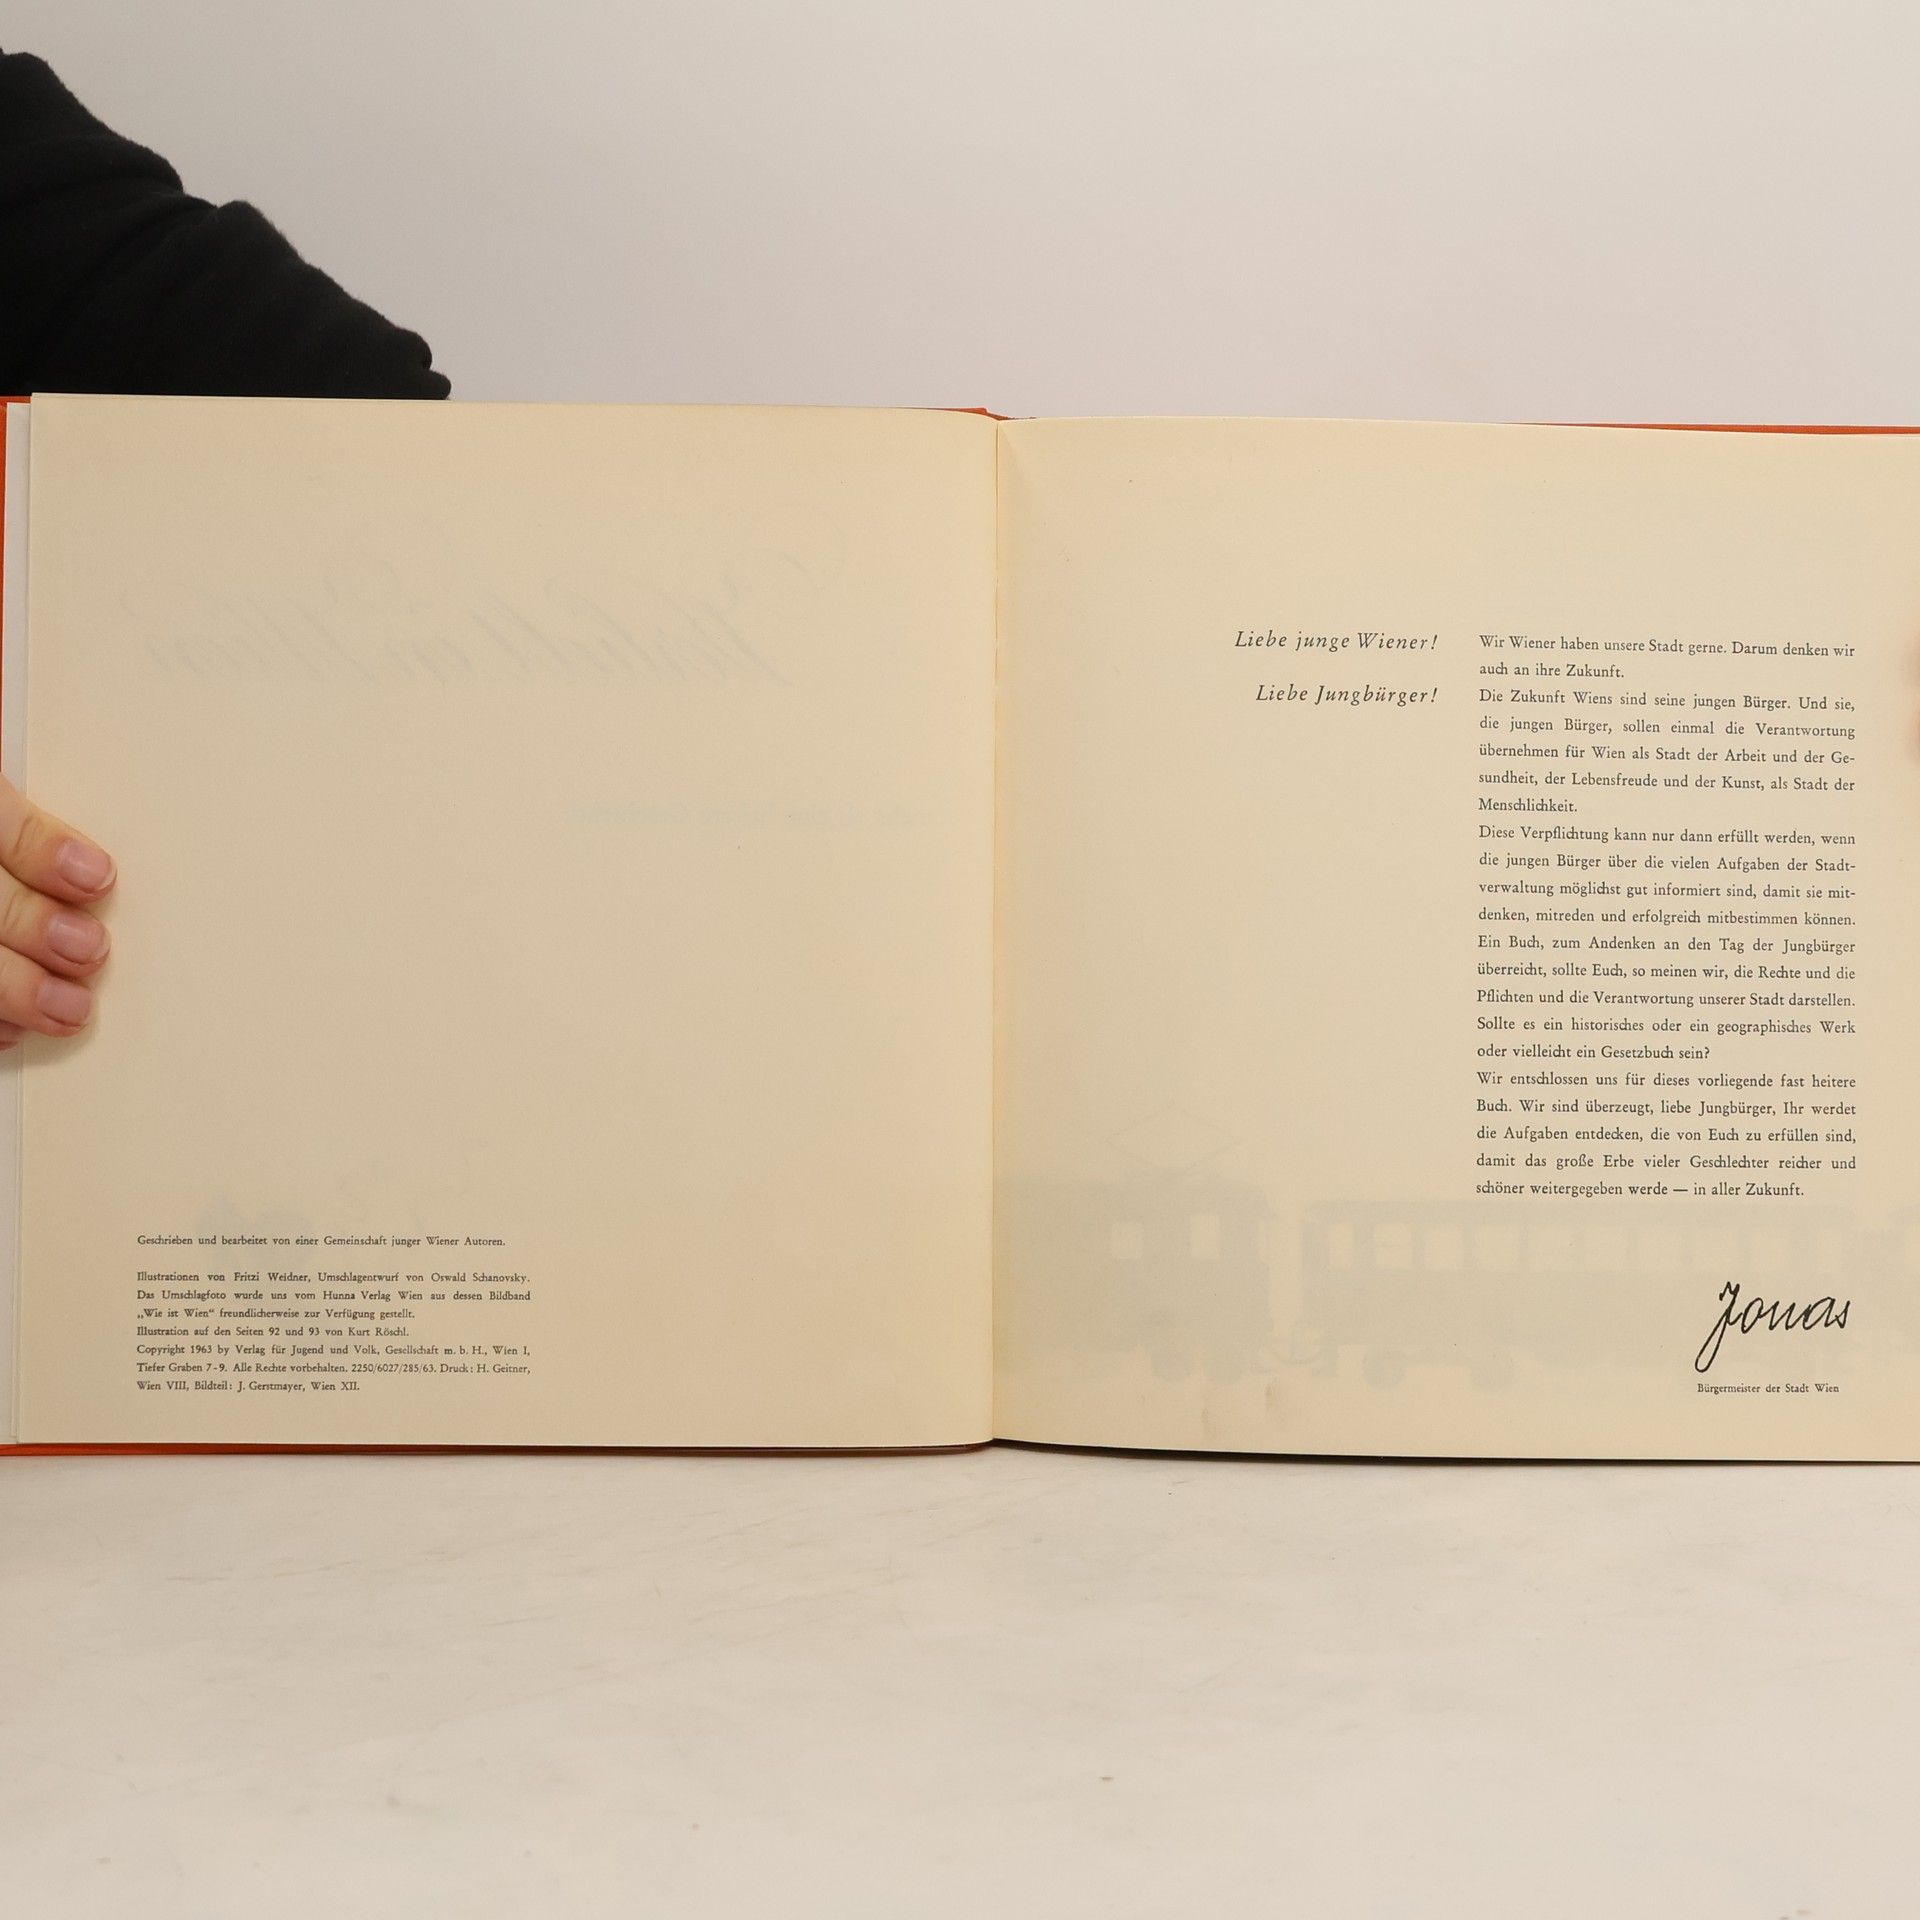 Geschrieben und bearbeitet von einer Gemeinschaft junger Wiener Autoren.
Illustrationen von Fritzi Weidner, Umschlagentwurf von Oswald Schanovsky.
Das Umschlagfoto wurde uns vom Hunna Verlag Wien aus dessen Bildband
„Wie ist Wien“ freundlicherweise zur Verfügung gestellt.
Illustration auf den Seiten 92 und 93 von Kurt Röschl.
Copyright 1963 by Verlag für Jugend und Volk, Gesellschaft m. b. H., Wien I,
Tiefer Graben 7-9. Alle Rechte vorbehalten. 2250/6027/285/63. Druck: H. Geitner,
Wien VIII, Bildteil: J. Gerstmayer, Wien XII.
Liebe junge Wiener!
Liebe Jungbürger!
Wir Wiener haben unsere Stadt gerne. Darum denken wir
auch an ihre Zukunft.
Die Zukunft Wiens sind seine jungen Bürger. Und sie,
die jungen Bürger, sollen einmal die Verantwortung
übernehmen für Wien als Stadt der Arbeit und der Ge-
sundheit, der Lebensfreude und der Kunst, als Stadt der
Menschlichkeit.
Diese Verpflichtung kann nur dann erfüllt werden, wenn
die jungen Bürger über die vielen Aufgaben der Stadt-
verwaltung möglichst gut informiert sind, damit sie mit-
denken, mitreden und erfolgreich mitbestimmen können.
Ein Buch, zum Andenken an den Tag der Jungbürger
überreicht, sollte Euch, so meinen wir, die Rechte und die
Pflichten und die Verantwortung unserer Stadt darstellen.
Sollte es ein historisches oder ein geographisches Werk
oder vielleicht ein Gesetzbuch sein?
Wir entschlossen uns für dieses vorliegende fast heitere
Buch. Wir sind überzeugt, liebe Jungbürger, Ihr werdet
die Aufgaben entdecken, die von Euch zu erfüllen sind,
damit das große Erbe vieler Geschlechter reicher und
schöner weitergegeben werde — in aller Zukunft.
Jonas
Bürgermeister der Stadt Wien